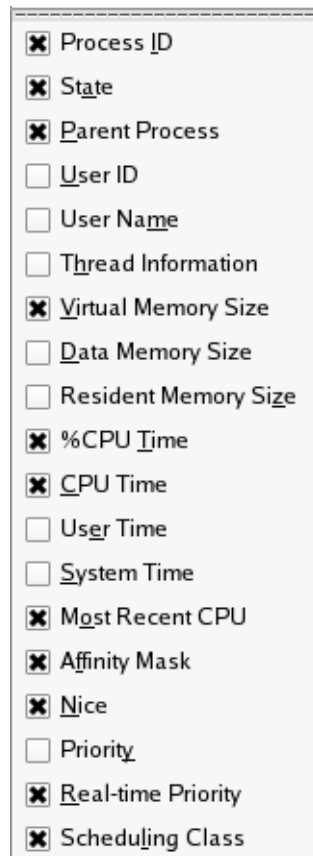 Process ID
State
Parent Process
User ID
User Name
Thread Information
Virtual Memory Size
Data Memory Size
Resident Memory Size
%CPU Time
CPU Time
User Time
System Time
Most Recent CPU
Affinity Mask
Nice
Priority
Real-time Priority
Scheduling Class